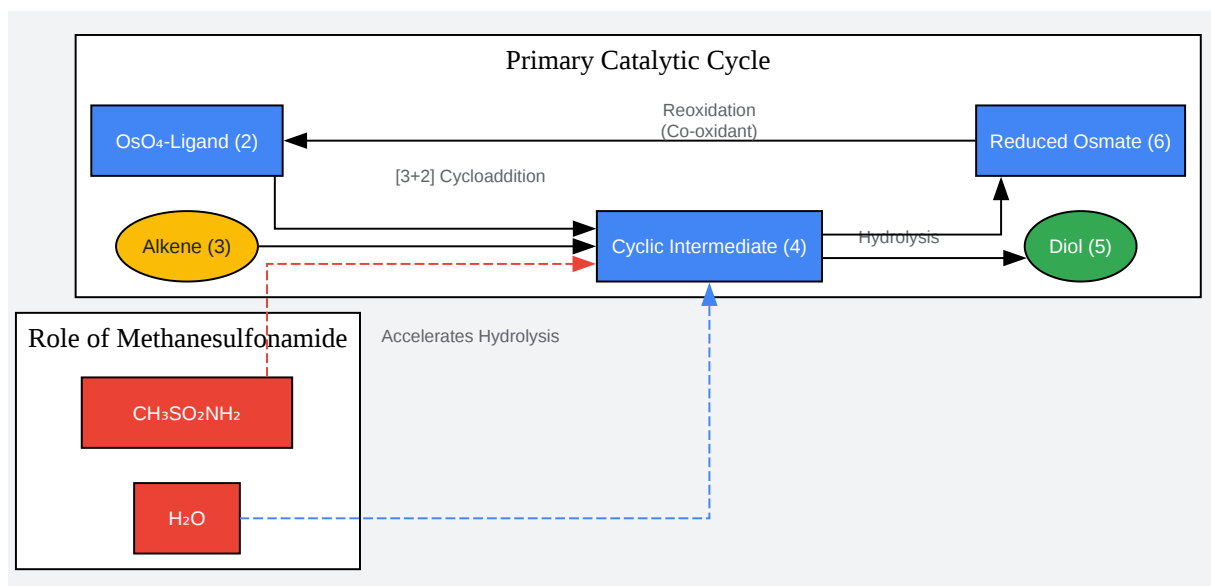 Primary Catalytic Cycle
Reoxidation
(Co-oxidant)
OsO₄-Ligand (2)
Reduced Osmate (6)
[3+2] Cycloaddition
Alkene (3)
Cyclic Intermediate (4)
Hydrolysis
Diol (5)
Role of Methanesulfonamide
Accelerates Hydrolysis
CH₃SO₂NH₂
H₂O